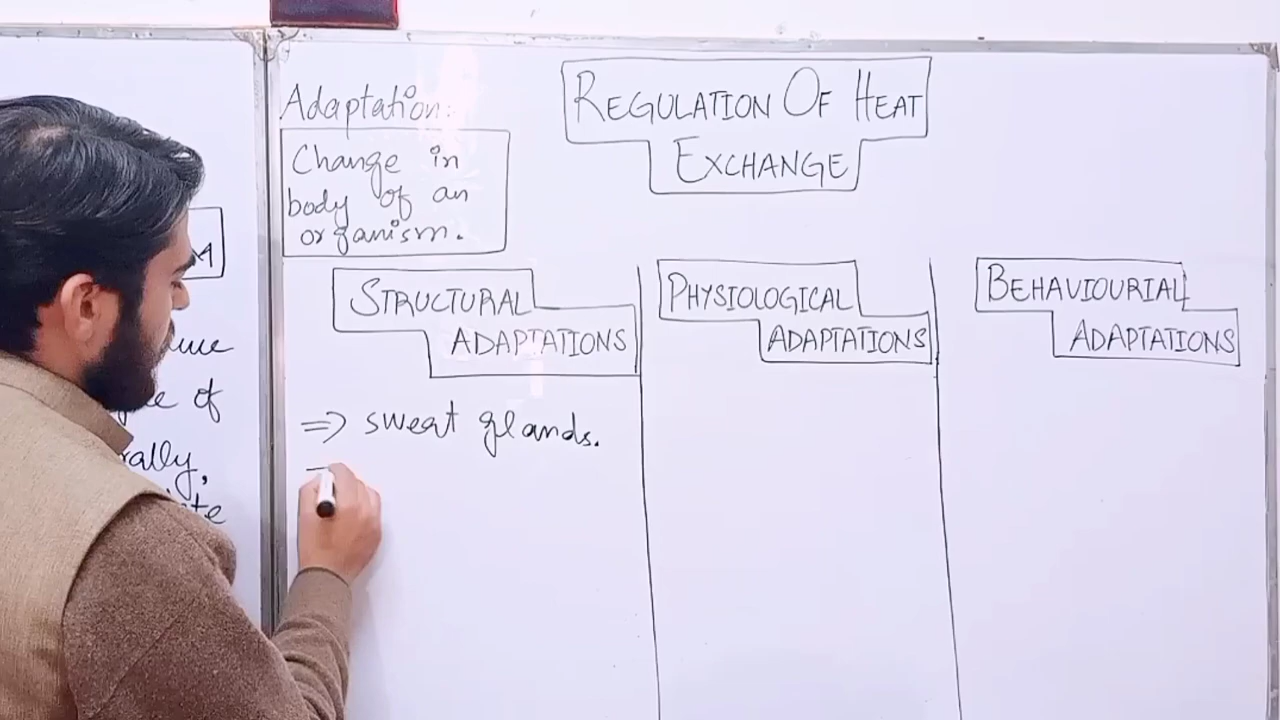 Adaptation:
Change in
body of an
organism.
REGULATION OF HEAT
EXCHANGE
STRUCTURAL
ADAPTATIONS
PHYSIOLOGICAL
ADAPTATIONS
BEHAVIOURIAL
ADAPTATIONS
⇒ sweat glands.
of